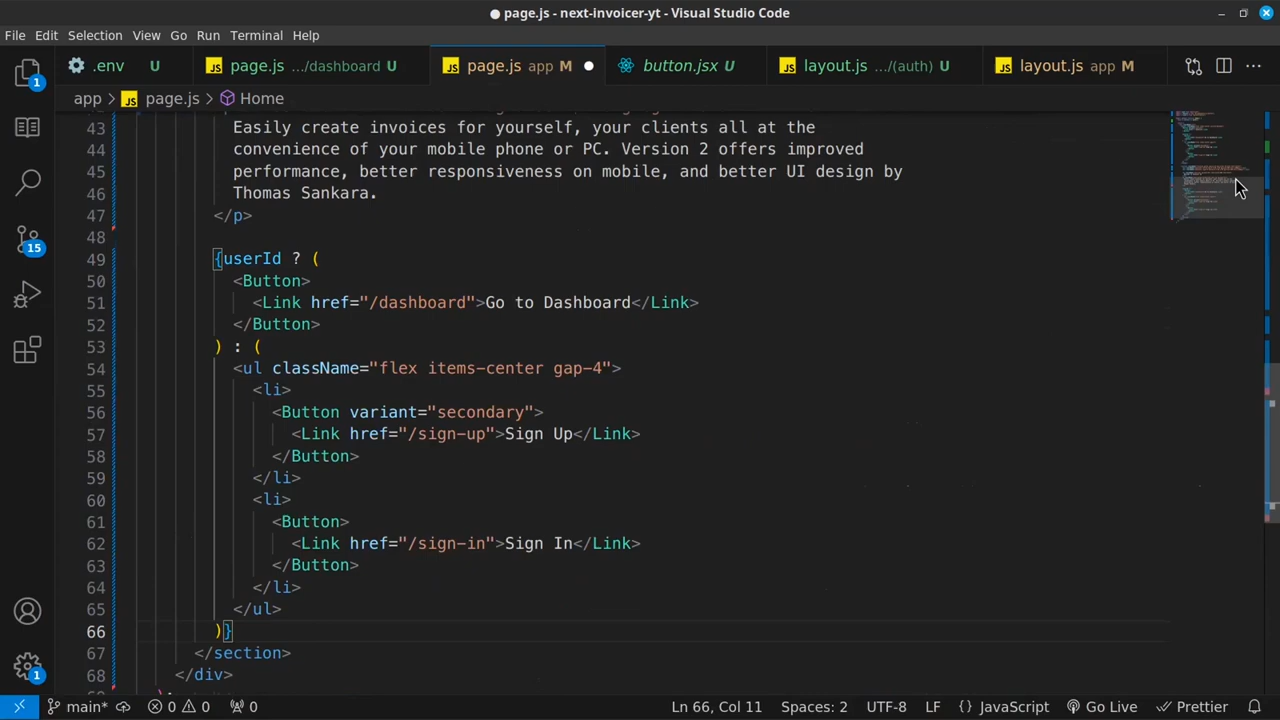 page.js - next-invoicer-yt - Visual Studio Code
File Edit Selection View Go Run Terminal Help
.env U page.js .../dashboard U page.js app M button.jsx U layout.js .../(auth) U layout.js app M
app > page.js > Home
43 Easily create invoices for yourself, your clients all at the
44 convenience of your mobile phone or PC. Version 2 offers improved
45 performance, better responsiveness on mobile, and better UI design by
46 Thomas Sankara.
47 </p>
48
49 {userId ? (
50 <Button>
51 <Link href="/dashboard">Go to Dashboard</Link>
52 </Button>
53 ) : (
54 <ul className="flex items-center gap-4">
55 <li>
56 <Button variant="secondary">
57 <Link href="/sign-up">Sign Up</Link>
58 </Button>
59 </li>
60 <li>
61 <Button>
62 <Link href="/sign-in">Sign In</Link>
63 </Button>
64 </li>
65 </ul>
66 )}
67 </section>
68 </div>
1
15
1
main* 0 0 0 Ln 66, Col 11 Spaces: 2 UTF-8 LF {} JavaScript Go Live Prettier